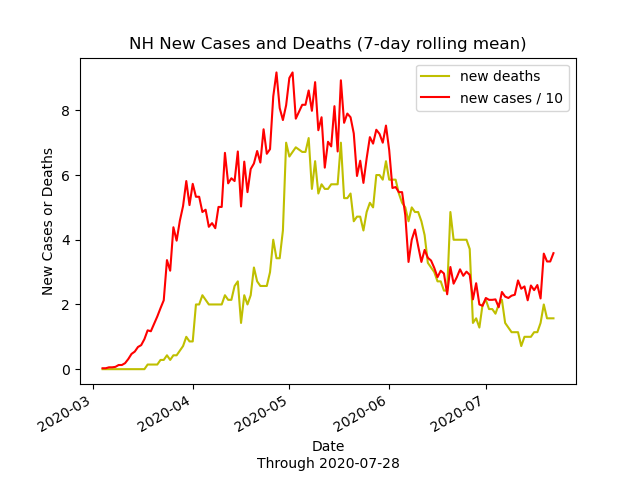 NH New Cases and Deaths (7-day rolling mean)
new deaths
new cases / 10
New Cases or Deaths
8
6
4
2
0
2020-03
2020-04
2020-05
2020-06
2020-07
Date
Through 2020-07-28